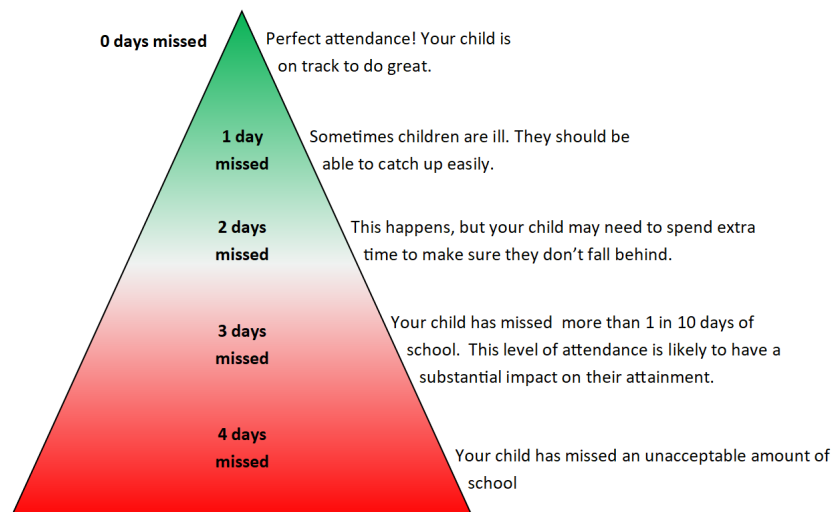 0 days missed
Perfect attendance! Your child is
on track to do great.
1 day
missed
Sometimes children are ill. They should be
able to catch up easily.
2 days
missed
This happens, but your child may need to spend extra
time to make sure they don’t fall behind.
3 days
missed
Your child has missed  more than 1 in 10 days of
school.  This level of attendance is likely to have a
substantial impact on their attainment.
4 days
missed
Your child has missed an unacceptable amount of
school